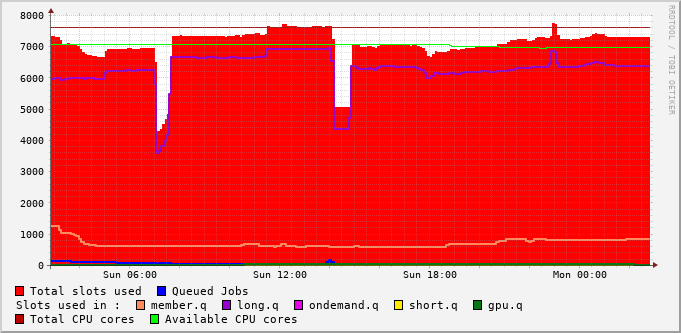 8000
7000
6000
5000
4000
3000
2000
1000
0
Sun 06:00 Sun 12:00 Sun 18:00 Mon 00:00
RRDTOOL / TOBI OETIKER
Total slots used Queued Jobs
Slots used in : member.q long.q ondemand.q short.q gpu.q
Total CPU cores Available CPU cores